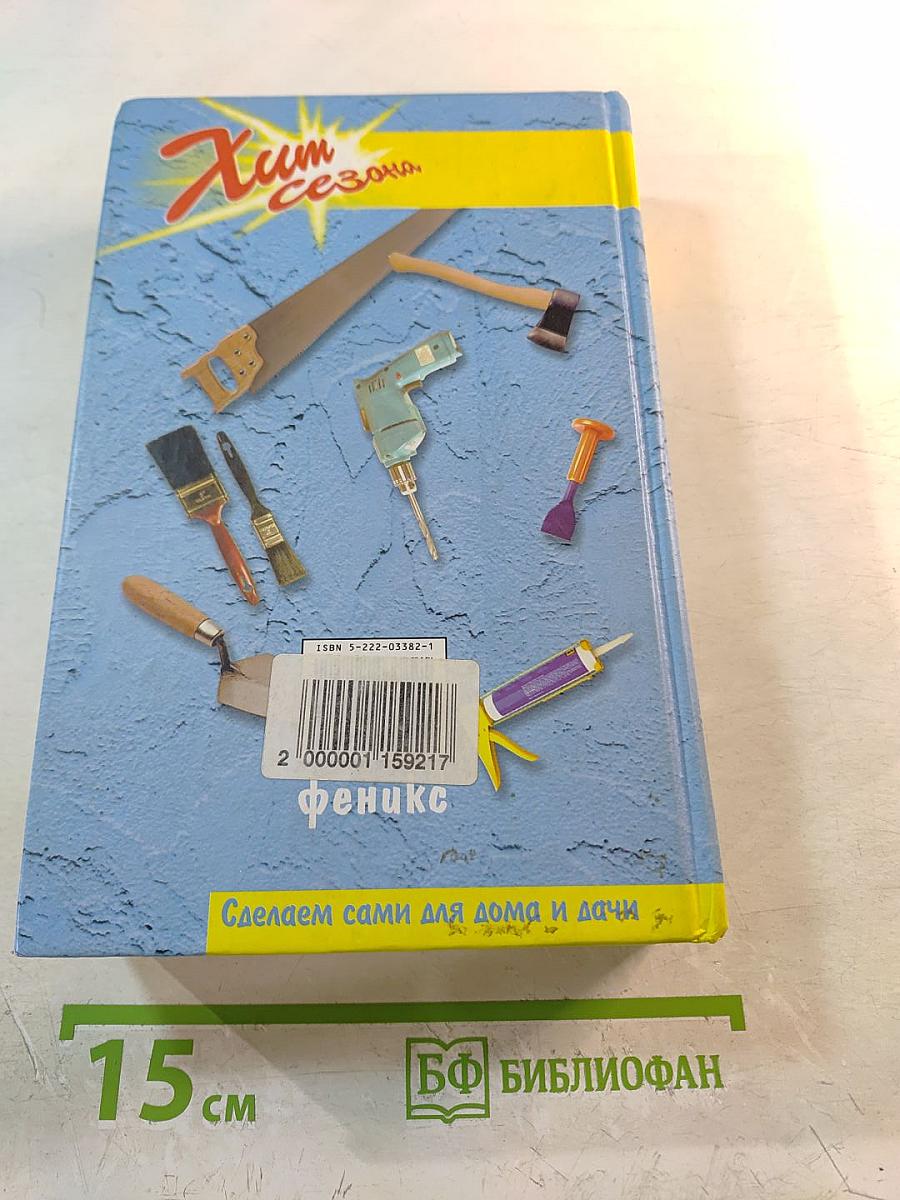 Хит
сезона
ISBN 5-222-03382-1
2 000001 159217
феникс
Сделаем сами для дома и дачи
15 см
БФ БИБЛИОФАН